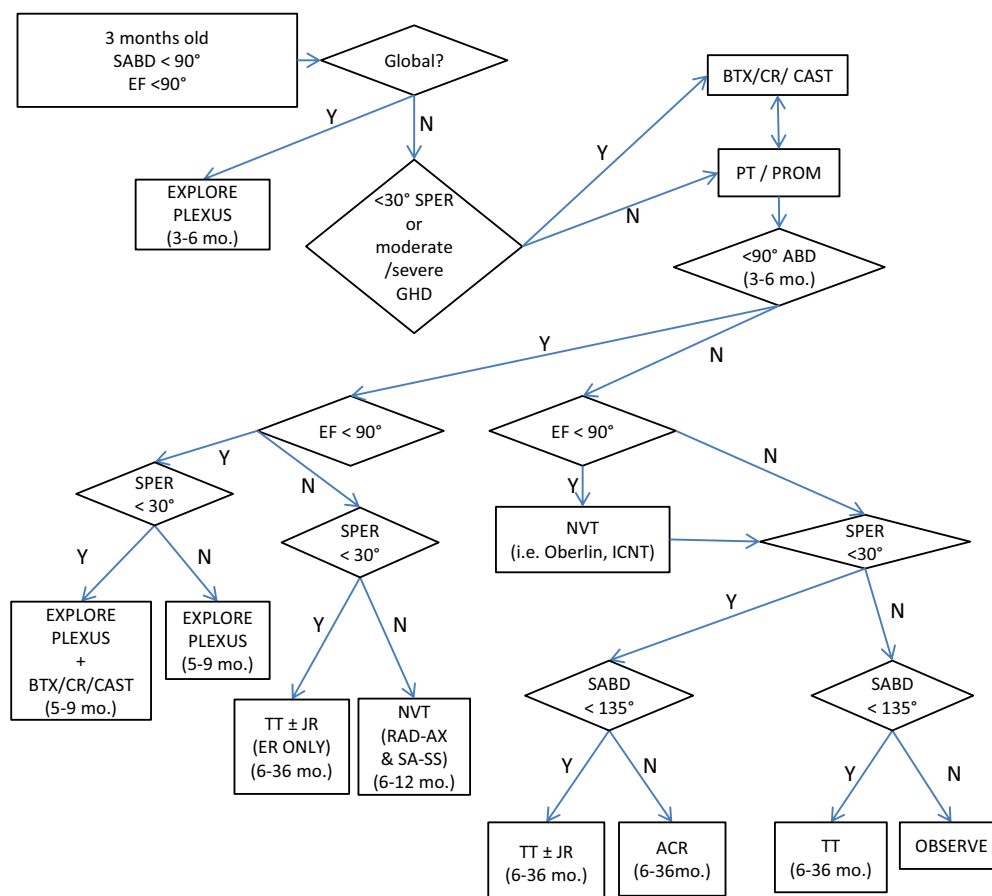 3 months old
SABD < 90°
EF <90°
Global?
BTX/CR/ CAST
Y
N
Y
EXPLORE
PLEXUS
(3-6 mo.)
<30° SPER
or
moderate
/severe
GHD
PT / PROM
N
<90° ABD
(3-6 mo.)
Y
N
EF < 90°
EF < 90°
Y
N
Y
N
SPER
< 30°
SPER
< 30°
NVT
(i.e. Oberlin, ICNT)
SPER
<30°
Y
N
Y
N
Y
N
EXPLORE
PLEXUS
+
BTX/CR/CAST
(5-9 mo.)
EXPLORE
PLEXUS
(5-9 mo.)
TT ± JR
(ER ONLY)
(6-36 mo.)
NVT
(RAD-AX
& SA-SS)
(6-12 mo.)
SABD
< 135°
SABD
< 135°
Y
N
Y
N
TT ± JR
(6-36 mo.)
ACR
(6-36mo.)
TT
(6-36 mo.)
OBSERVE